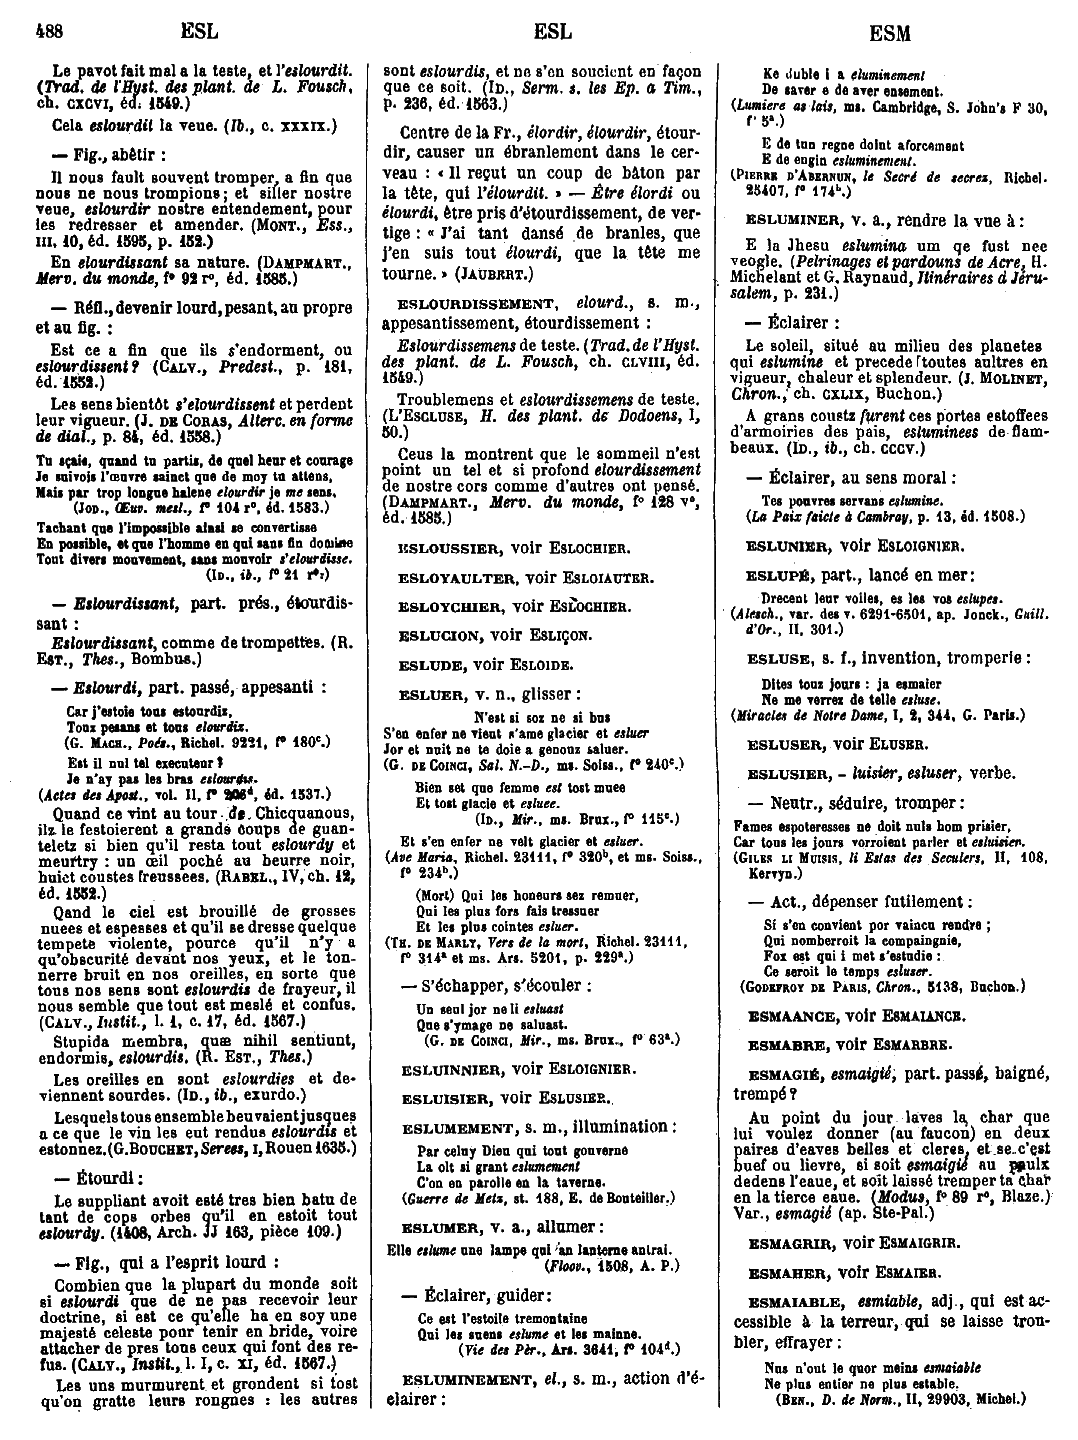 488 ESL ESL ESM
Le pavot fait mal a la teste, et l'eslourdit.
(Trad. de l'Hyst. des plant. de L. Fousch,
ch. CXCVI, éd. 1549.)
Cela eslourdit la veue. (Ib., c. XXXIX.)
— Fig., abêtir :
Il nous fault souvent tromper, a fin que
nous ne nous trompions; et siller nostre
veue, eslourdir nostre entendement, pour
les redresser et amender. (MONT., Ess.,
III, 10, éd. 1595, p. 152.)
En elourdissant sa nature. (DAMPMART.,
Merv. du monde, f° 92 r°, éd. 1585.)
— Réfl., devenir lourd, pesant, au propre
et au fig. :
Est ce a fin que ils s'endorment, ou
eslourdissent? (CALV., Predest., p. 181,
éd. 1552.)
Les sens bientôt s'elourdissent et perdent
leur vigueur. (J. DE CORAS, Alterc. en forme
de dial., p. 84, éd. 1558.)
Tu sçais, quand tu partis, de quel heur et courage
Je suivois l'œuvre sainct que de moy tu attens,
Mais par trop longue halene elourdir je me sens.
(JOD., Œuv. mesl., f° 104 r°, éd. 1583.)
Tachant que l'impossible ainsi se convertisse
En possible, et que l'homme en qui sans fin domine
Tout divers mouvement, sans mouvoir s'elourdisse.
(ID., ib., f° 21 r°.)
— Eslourdissant, part. prés., étourdis-
sant :
Eslourdissant, comme de trompettes. (R.
EST., Thes., Bombus.)
— Eslourdi, part. passé, appesanti :
Car j'estoie tous estourdis,
Touz pesans et tous elourdix.
(G. MACH., Poés., Richel. 9221, f° 180c.)
Est il nul tel executeur?
Je n'ay pas les bras eslourdis.
(Actes des Apost., vol. II, f° 206d, éd. 1537.)
Quand ce vint au tour de Chicquanous,
ilz le festoierent a grands coups de guan-
teletz si bien qu'il resta tout eslourdy et
meurtry : un œil poché au beurre noir,
huict coustes freussees. (RABEL., IV, ch. 12,
éd. 1552.)
Qand le ciel est brouillé de grosses
nuees et espesses et qu'il se dresse quelque
tempete violente, pource qu'il n'y a
qu'obscurité devant nos yeux, et le ton-
nerre bruit en nos oreilles, en sorte que
tous nos sens sont eslourdis de frayeur, il
nous semble que tout est meslé et confus.
(CALV., Instit., l. 1, c. 17, éd. 1567.)
Stupida membra, quæ nihil sentiunt,
endormis, eslourdis. (R. EST., Thes.)
Les oreilles en sont eslourdies et de-
viennent sourdes. (ID., ib., exurdo.)
Lesquels tous ensemble beuvaient jusques
a ce que le vin les eut rendus eslourdis et
estonnez. (G. BOUCHET, Serees, I, Rouen 1635.)
— Étourdi :
Le suppliant avoit esté tres bien batu de
tant de cops orbes qu'il en estoit tout
eslourdy. (1408, Arch. JJ 163, pièce 109.)
— Fig., qui a l'esprit lourd :
Combien que la plupart du monde soit
si eslourdi que de ne pas recevoir leur
doctrine, si est ce qu'elle ha en soy une
majesté celeste pour tenir en bride, voire
attacher de pres tous ceux qui font des re-
fus. (CALV., Instit., l. I, c. XI, éd. 1567.)
Les uns murmurent et grondent si tost
qu'on gratte leurs rongnes : les autres
sont eslourdis, et ne s'en soucient en façon
que ce soit. (ID., Serm. s. les Ep. a Tim.,
p. 236, éd. 1563.)
Centre de la Fr., élordir, élourdir, étour-
dir, causer un ébranlement dans le cer-
veau : « Il reçut un coup de bâton par
la tête, qui l'élourdit. » — Être élordi ou
élourdi, être pris d'étourdissement, de ver-
tige : « J'ai tant dansé de branles, que
j'en suis tout élourdi, que la tête me
tourne. » (JAUBERT.)
ESLOURDISSEMENT, elourd., s. m.,
appesantissement, étourdissement :
Eslourdissemens de teste. (Trad. de l'Hyst.
des plant. de L. Fousch, ch. CLVIII, éd.
1549.)
Troublemens et eslourdissemens de teste.
(L'ESCLUSE, H. des plant. de Dodoens, I,
50.)
Ceus la montrent que le sommeil n'est
point un tel et si profond elourdissement
de nostre cors comme d'autres ont pensé.
(DAMPMART., Merv. du monde, f° 128 v°,
éd. 1585.)
ESLOUSSIER, voir ESLOCHIER.
ESLOYAULTER, voir ESLOIAUTER.
ESLOYCHIER, voir ESLOCHIER.
ESLUCION, voir ESLIÇON.
ESLUDE, voir ESLOIDE.
ESLUER, v. n., glisser :
N'est si soz ne si bus
S'en enfer ne vient s'ame glacier et esluer
Jor et nuit ne te doie a genouz saluer.
(G. DE COINCI, Sal. N.-D., ms. Soiss., f° 240c.)
Bien set que femme est tost muee
Et tost glacie et esluee.
(ID., Mir., ms. Brux., f° 115c.)
Et s'en enfer ne velt glacier et esluer.
(Ave Maria, Richel. 23111, f° 320b, et ms. Soiss.,
f° 234b.)
(Mort) Qui les honeurs sez remuer,
Qui les plus fors fais tressuer
Et les plus cointes esluer.
(TH. DE MARLY, Vers de la mort, Richel. 23111,
f° 314a et ms. Ars. 5201, p. 229a.)
— S'échapper, s'écouler :
Un seul jor ne li esluast
Que s'ymage ne saluast.
(G. DE COINCI, Mir., ms. Brux., f° 63a.)
ESLUINNIER, voir ESLOIGNIER.
ESLUISIER, voir ESLUSIER.
ESLUMEMENT, s. m., illumination :
Par celuy Dieu qui tout gouverne
La olt si grant eslumement
C'on en parolle en la taverne.
(Guerre de Metz, st. 188, E. de Bouteiller.)
ESLUMER, v. a., allumer :
Elle eslume une lampe qui 'an lanterne antrai.
(Floov., 1508, A. P.)
— Éclairer, guider:
Ce est l'estoile tremontaine
Qui les suens eslume et les mainne.
(Vie des Pèr., Ars. 3641, f° 104d.)
ESLUMINEMENT, el., s. m., action d'é-
clairer :
Ke duble i a eluminement
De saver e de aver ensement.
(Lumiere as lais, ms. Cambridge, S. John's F 30,
f° 5a.)
E de tun regne doint aforcement
E de engin esluminement.
(PIERRE D'ABERNUN, le Secré de secrez, Richel.
25407, f° 174b.)
ESLUMINER, v. a., rendre la vue à :
E la Jhesu eslumina um qe fust nee
veogle. (Pelrinages et pardouns de Acre, H.
Michelant et G. Raynaud, Itinéraires à Jéru-
salem, p. 231.)
— Éclairer :
Le soleil, situé au milieu des planetes
qui eslumine et precede toutes aultres en
vigueur, chaleur et splendeur. (J. MOLINET,
Chron., ch. CXLIX, Buchon.)
A grans coustz furent ces portes estoffees
d'armoiries des pais, esluminees de flam-
beaux. (ID., ib., ch. CCCV.)
— Éclairer, au sens moral :
Tes pouvres servans eslumine.
(La Paix faicte à Cambray, p. 13, éd. 1508.)
ESLUNIER, voir ESLOIGNIER.
ESLUPÉ, part., lancé en mer:
Drecent leur voiles, es les vos eslupes.
(Alesch., var. des v. 6291-6501, ap. Jonck., Guill.
d'Or., II, 301.)
ESLUSE, s. f., invention, tromperie :
Dites touz jours : ja esmaier
Ne me verrez de telle esluse.
(Miracles de Notre Dame, I, 2, 344, G. Paris.)
ESLUSER, voir ELUSER.
ESLUSIER, - luisier, esluser, verbe.
— Neutr., séduire, tromper :
Fames espoteresses ne doit nuls hom prisier,
Car tous les jours vorroient parler et esluisier.
(GILES LI MUISIS, li Estas des Seculers, II, 108,
Kervyn.)
— Act., dépenser futilement :
Si s'en convient por vaincu rendre ;
Qui nomberroit la compaingnie,
Fox est qui i met s'estudie :
Ce seroit le temps esluser.
(GODEFROY DE PARIS, Chron., 5138, Buchon.)
ESMAANCE, voir ESMAIANCE.
ESMABRE, voir ESMARBRE.
ESMAGIÉ, esmaigié, part. passé, baigné,
trempé?
Au point du jour laves la char que
lui voulez donner (au faucon) en deux
paires d'eaves belles et cleres, et se c'est
buef ou lievre, si soit esmaigié au
dedens l'eaue, et soit laissé tremper ta char
en la tierce eaue. (Modus, f° 89 r°, Blaze.)
Var., esmagié (ap. Ste-Pal.)
ESMAGRIR, voir ESMAIGRIR.
ESMAHER, voir ESMAIER.
ESMAIABLE, esmiable, adj., qui est ac-
cessible à la terreur, qui se laisse trou-
bler, effrayer :
Nus n'out le quor meins esmaiable
Ne plus entier ne plus estable.
(BEN., D. de Norm., II, 29903, Michel.)